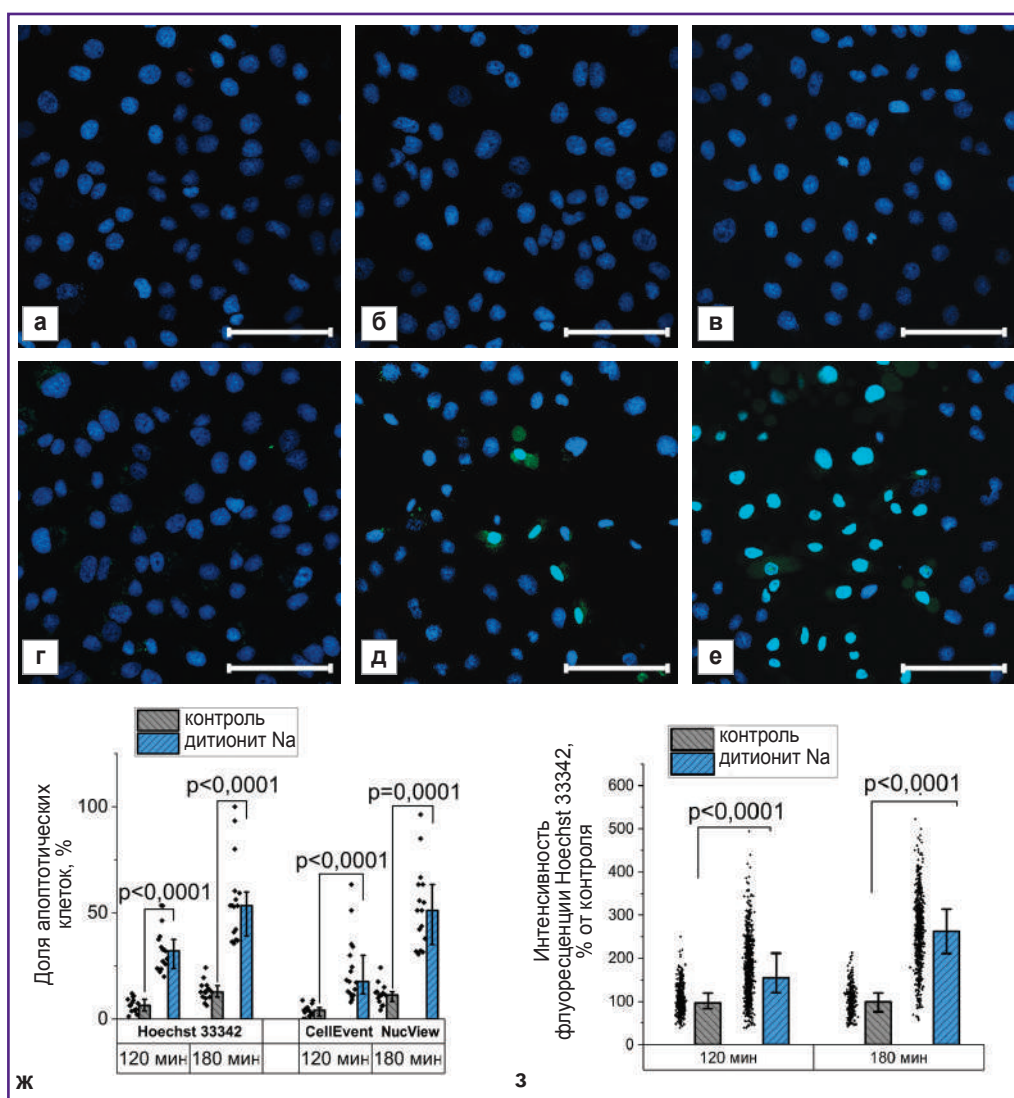 а
б
в
г
д
е
контроль
дитионит Na
Доля апоптотических
клеток, %
100
50
0
p<0,0001
p<0,0001
p<0,0001
p=0,0001
Hoechst 33342
CellEvent
NucView
120 мин
180 мин
120 мин
180 мин
ж
контроль
дитионит Na
Интенсивность
флуоресценции Hoechst 33342,
% от контроля
600
500
400
300
200
100
0
p<0,0001
p<0,0001
120 мин
180 мин
з